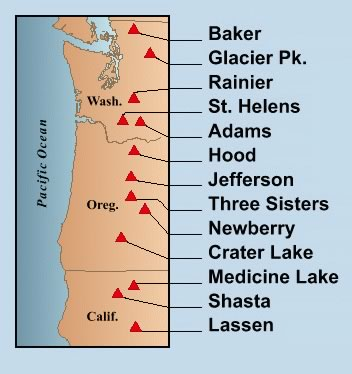 Baker
Glacier Pk.
Rainier
Wash.
St. Helens
Adams
Pacific Ocean
Hood
Jefferson
Oreg.
Three Sisters
Newberry
Crater Lake
Medicine Lake
Shasta
Calif.
Lassen